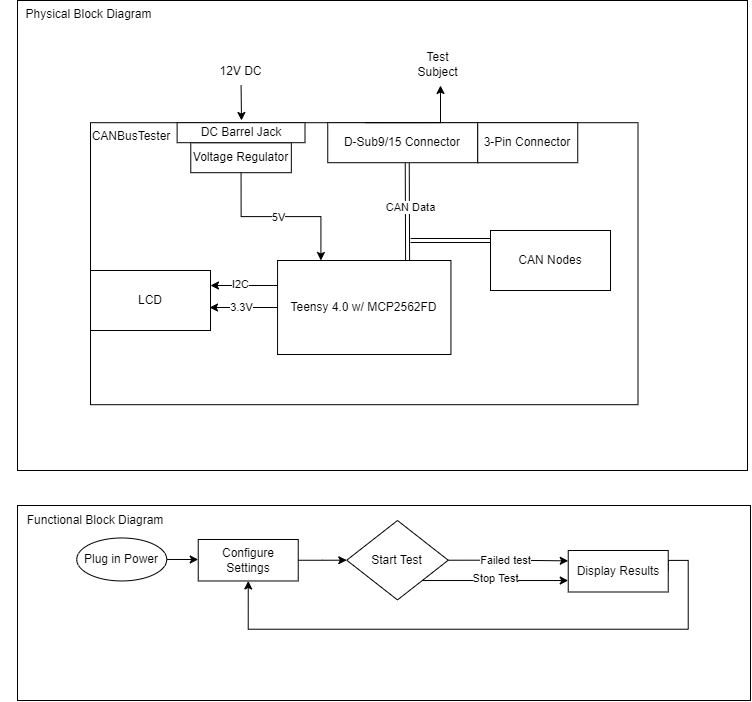 Physical Block Diagram
12V DC
Test
Subject
CANBusTester
DC Barrel Jack
Voltage Regulator
D-Sub9/15 Connector
3-Pin Connector
CAN Data
5V
CAN Nodes
LCD
I2C
3.3V
Teensy 4.0 w/ MCP2562FD
Functional Block Diagram
Plug in Power
Configure
Settings
Start Test
Failed test
Stop Test
Display Results